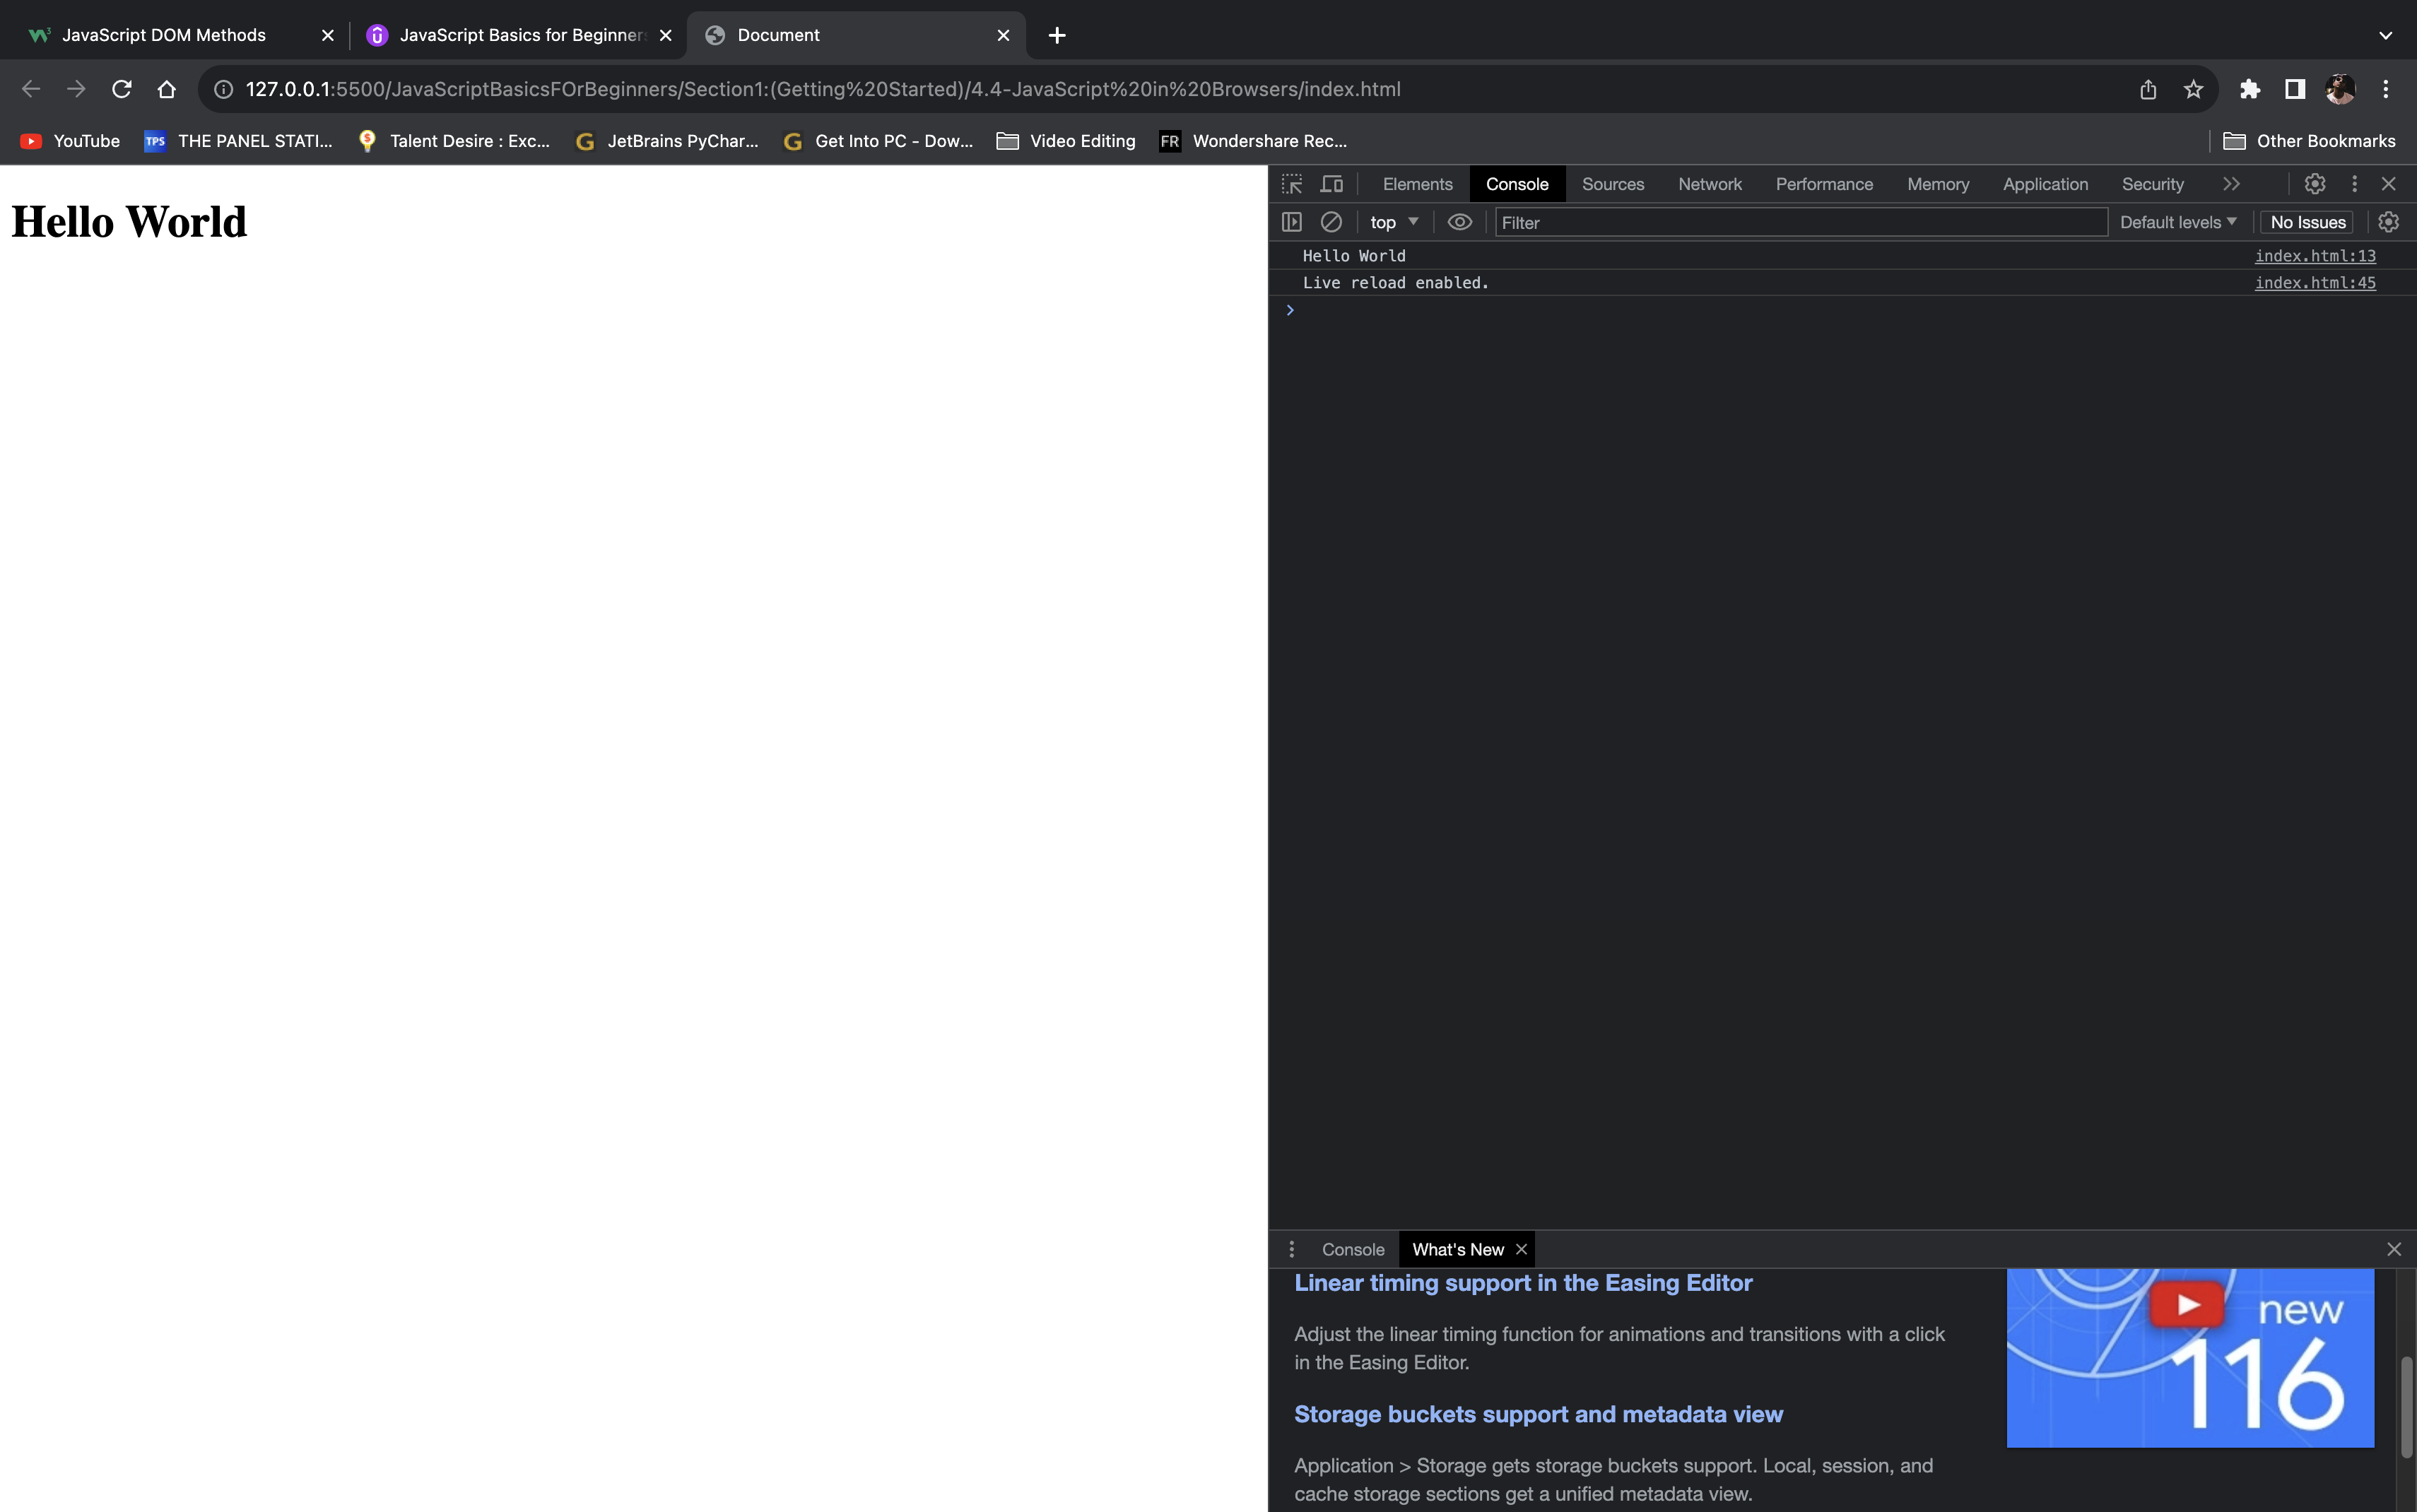 JavaScript DOM Methods
JavaScript Basics for Beginners
Document
127.0.0.1:5500/JavaScriptBasicsFOrBeginners/Section1:(Getting%20Started)/4.4-JavaScript%20in%20Browsers/index.html
YouTube
TPS THE PANEL STATI...
Talent Desire : Exc...
G JetBrains PyChar...
G Get Into PC - Dow...
Video Editing
FR Wondershare Rec...
Other Bookmarks
Hello World
Elements Console Sources Network Performance Memory Application Security
top Filter Default levels No Issues
Hello World index.html:13
Live reload enabled. index.html:45
Console What's New
Linear timing support in the Easing Editor
Adjust the linear timing function for animations and transitions with a click
in the Easing Editor.
Storage buckets support and metadata view
Application > Storage gets storage buckets support. Local, session, and
cache storage sections get a unified metadata view.
new
116